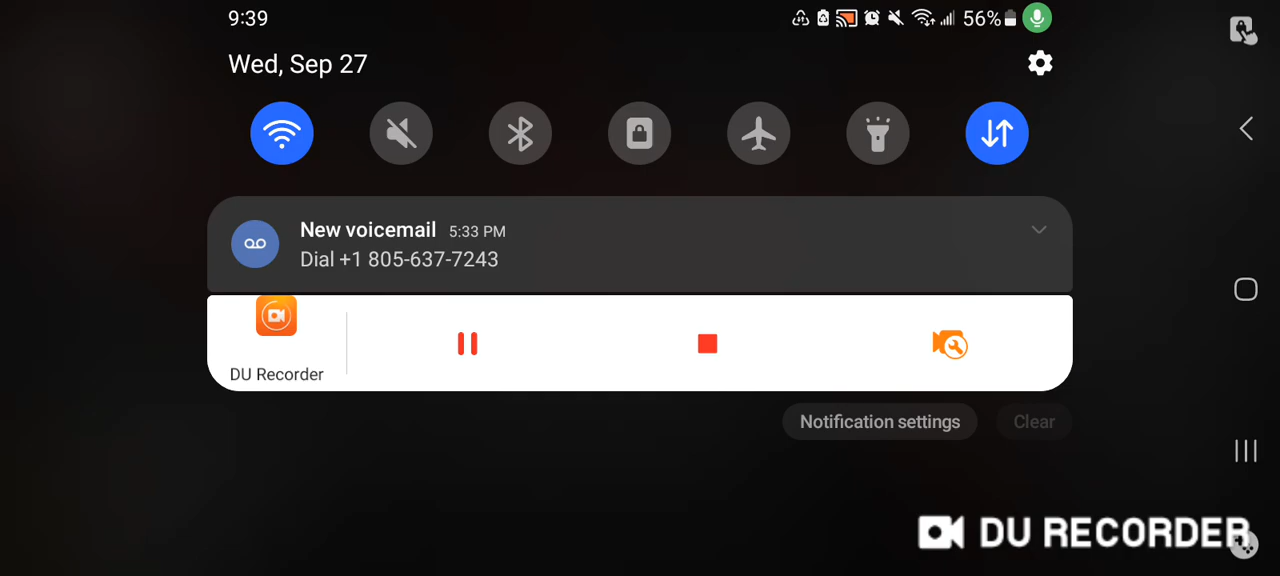 9:39
56%
Wed, Sep 27
New voicemail 5:33 PM
Dial +1 805-637-7243
DU Recorder
Notification settings
Clear
DU RECORDER